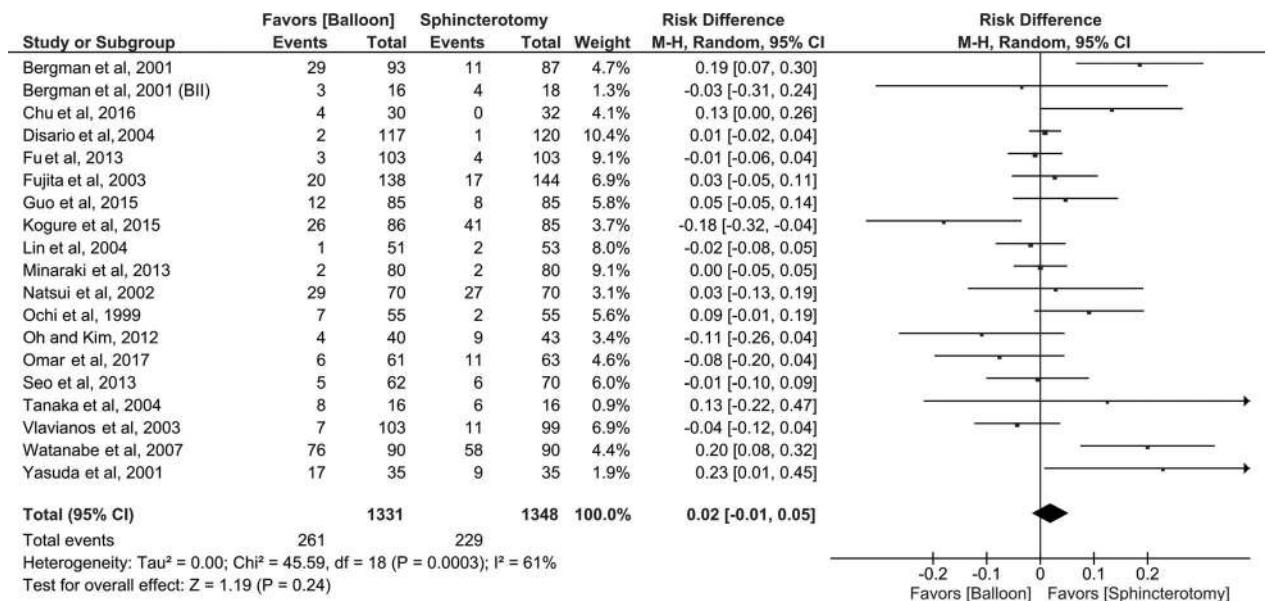 Favors [Balloon] Sphincterotomy Risk Difference Risk Difference
Study or Subgroup Events Total Events Total Weight M-H, Random, 95% CI M-H, Random, 95% CI
Bergman et al, 2001 29 93 11 87 4.7% 0.19 [0.07, 0.30]
Bergman et al, 2001 (BII) 3 16 4 18 1.3% -0.03 [-0.31, 0.24]
Chu et al, 2016 4 30 0 32 4.1% 0.13 [0.00, 0.26]
Disario et al, 2004 2 117 1 120 10.4% 0.01 [-0.02, 0.04]
Fu et al, 2013 3 103 4 103 9.1% -0.01 [-0.06, 0.04]
Fujita et al, 2003 20 138 17 144 6.9% 0.03 [-0.05, 0.11]
Guo et al, 2015 12 85 8 85 5.8% 0.05 [-0.05, 0.14]
Kogure et al, 2015 26 86 41 85 3.7% -0.18 [-0.32, -0.04]
Lin et al, 2004 1 51 2 53 8.0% -0.02 [-0.08, 0.05]
Minaraki et al, 2013 2 80 2 80 9.1% 0.00 [-0.05, 0.05]
Natsui et al, 2002 29 70 27 70 3.1% 0.03 [-0.13, 0.19]
Ochi et al, 1999 7 55 2 55 5.6% 0.09 [-0.01, 0.19]
Oh and Kim, 2012 4 40 9 43 3.4% -0.11 [-0.26, 0.04]
Omar et al, 2017 6 61 11 63 4.6% -0.08 [-0.20, 0.04]
Seo et al, 2013 5 62 6 70 6.0% -0.01 [-0.10, 0.09]
Tanaka et al, 2004 8 16 6 16 0.9% 0.13 [-0.22, 0.47]
Vlavianos et al, 2003 7 103 11 99 6.9% -0.04 [-0.12, 0.04]
Watanabe et al, 2007 76 90 58 90 4.4% 0.20 [0.08, 0.32]
Yasuda et al, 2001 17 35 9 35 1.9% 0.23 [0.01, 0.45]
Total (95% CI) 1331 1348 100.0% 0.02 [-0.01, 0.05]
Total events 261 229
Heterogeneity: Tau² = 0.00; Chi² = 45.59, df = 18 (P = 0.0003); I² = 61%
Test for overall effect: Z = 1.19 (P = 0.24)
-0.2 -0.1 0 0.1 0.2
Favors [Balloon] Favors [Sphincterotomy]